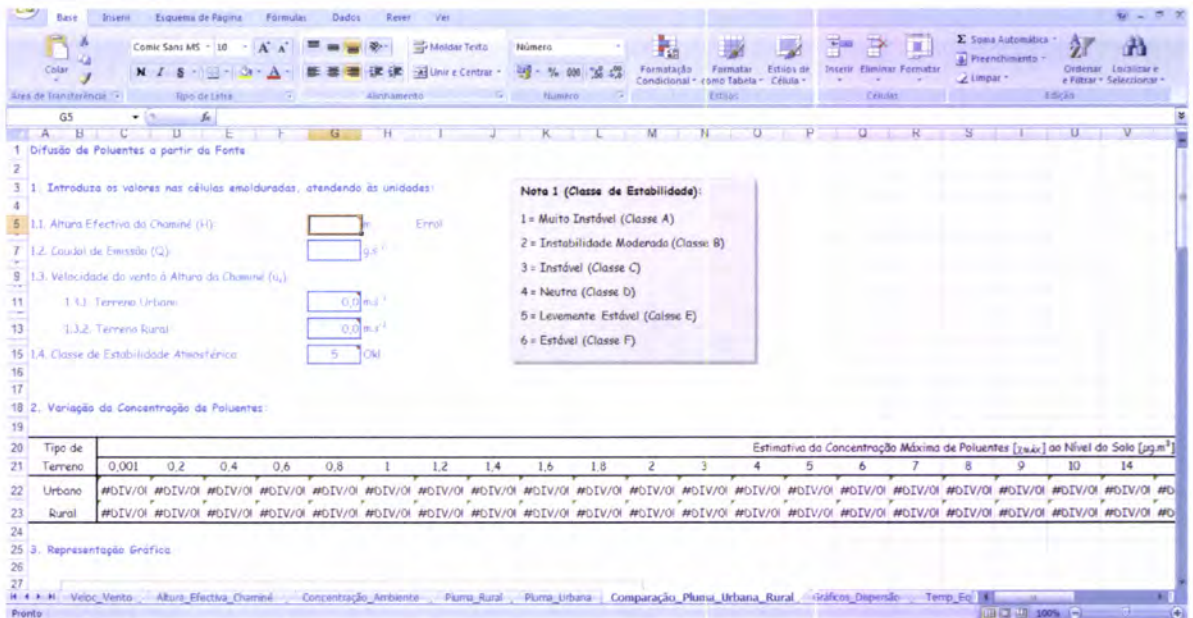 Base Inserir Esquema de Página Fórmulas Dados Rever Ver
Colar
Comic Sans MS 10 A A
N I S A
Moldar Texto
Unir e Centrar
Número
% 000
Formatação Condicional
Formatar como Tabela
Estilos de Célula
Inserir Eliminar Formatar
Σ Soma Automática
Preenchimento
Limpar
Ordenar e Filtrar
Localizar e Seleccionar
Área de Transferência Tipo de Letra Alinhamento Número Estilos Células Edição
G5 fx
A B C D E F G H I J K L M N O P Q R S T U V
1 Difusão de Poluentes a partir da Fonte
2
3 1. Introduza os valores nas células emolduradas, atendendo às unidades:
4
5 1.1. Altura Efectiva da Chaminé (H): m Erro!
7 1.2. Caudal de Emissão (Q): g.s⁻¹
9 1.3. Velocidade do vento à Altura da Chaminé (u):
11 1.3.1. Terreno Urbano 0,0 m.s⁻¹
13 1.3.2. Terreno Rural 0,0 m.s⁻¹
15 1.4. Classe de Estabilidade Atmosférica 5 Ok!
16
17
Nota 1 (Classe de Estabilidade):
1 = Muito Instável (Classe A)
2 = Instabilidade Moderada (Classe B)
3 = Instável (Classe C)
4 = Neutra (Classe D)
5 = Levemente Estável (Calsse E)
6 = Estável (Classe F)
18 2. Variação da Concentração de Poluentes:
19
20 Tipo de Estimativa da Concentração Máxima de Poluentes [χmáx] ao Nível do Solo [µg.m³]
21 Terreno 0,001 0,2 0,4 0,6 0,8 1 1,2 1,4 1,6 1,8 2 3 4 5 6 7 8 9 10 14
22 Urbano #DIV/0! #DIV/0! #DIV/0! #DIV/0! #DIV/0! #DIV/0! #DIV/0! #DIV/0! #DIV/0! #DIV/0! #DIV/0! #DIV/0! #DIV/0! #DIV/0! #DIV/0! #DIV/0! #DIV/0! #DIV/0! #DIV/0! #DIV/0! #D
23 Rural #DIV/0! #DIV/0! #DIV/0! #DIV/0! #DIV/0! #DIV/0! #DIV/0! #DIV/0! #DIV/0! #DIV/0! #DIV/0! #DIV/0! #DIV/0! #DIV/0! #DIV/0! #DIV/0! #DIV/0! #DIV/0! #DIV/0! #DIV/0! #D
24
25 3. Representação Gráfica
26
27
Veloc_Vento Altura_Efectiva_Chaminé Concentração_Ambiente Pluma_Rural Pluma_Urbana Comparação_Pluma_Urbana_Rural Gráficos_Dispersão Temp_Eq
Pronto 100%